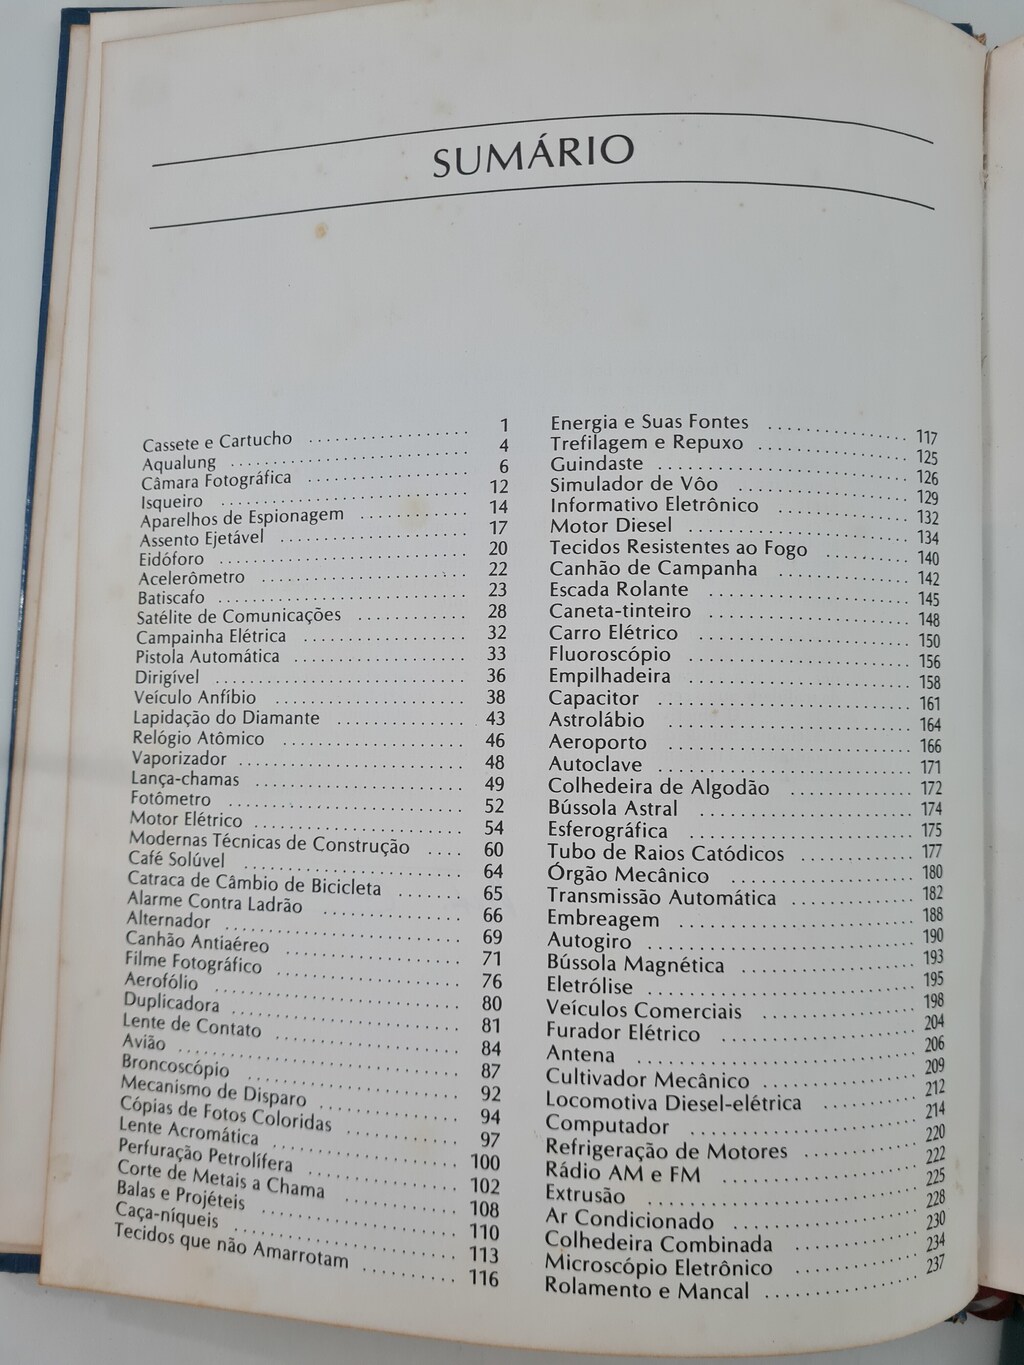 SUMÁRIO
Cassete e Cartucho .................... 1
Aqualung .................... 4
Câmara Fotográfica .................... 6
Isqueiro .................... 12
Aparelhos de Espionagem .................... 14
Assento Ejetável .................... 17
Eidóforo .................... 20
Acelerômetro .................... 22
Batiscafo .................... 23
Satélite de Comunicações .................... 28
Campainha Elétrica .................... 32
Pistola Automática .................... 33
Dirigível .................... 36
Veículo Anfíbio .................... 38
Lapidação do Diamante .................... 43
Relógio Atômico .................... 46
Vaporizador .................... 48
Lança-chamas .................... 49
Fotômetro .................... 52
Motor Elétrico .................... 54
Modernas Técnicas de Construção .... 60
Café Solúvel .................... 64
Catraca de Câmbio de Bicicleta ....... 65
Alarme Contra Ladrão .................... 66
Alternador .................... 69
Canhão Antiaéreo .................... 71
Filme Fotográfico .................... 76
Aerofólio .................... 80
Duplicadora .................... 81
Lente de Contato .................... 84
Avião .................... 87
Broncoscópio .................... 92
Mecanismo de Disparo .................... 94
Cópias de Fotos Coloridas .................... 97
Lente Acromática .................... 100
Perfuração Petrolífera .................... 102
Corte de Metais a Chama .................... 108
Balas e Projéteis .................... 110
Caça-níqueis .................... 113
Tecidos que não Amarrotam .......... 116
Energia e Suas Fontes .................... 117
Trefilagem e Repuxo .................... 125
Guindaste .................... 126
Simulador de Vôo .................... 129
Informativo Eletrônico .................... 132
Motor Diesel .................... 134
Tecidos Resistentes ao Fogo .......... 140
Canhão de Campanha .................... 142
Escada Rolante .................... 145
Caneta-tinteiro .................... 148
Carro Elétrico .................... 150
Fluoroscópio .................... 156
Empilhadeira .................... 158
Capacitor .................... 161
Astrolábio .................... 164
Aeroporto .................... 166
Autoclave .................... 171
Colhedeira de Algodão .................... 172
Bússola Astral .................... 174
Esferográfica .................... 175
Tubo de Raios Catódicos .......... 177
Órgão Mecânico .................... 180
Transmissão Automática .......... 182
Embreagem .................... 188
Autogiro .................... 190
Bússola Magnética .................... 193
Eletrólise .................... 195
Veículos Comerciais .................... 198
Furador Elétrico .................... 204
Antena .................... 206
Cultivador Mecânico .................... 209
Locomotiva Diesel-elétrica .......... 212
Computador .................... 214
Refrigeração de Motores .......... 220
Rádio AM e FM .................... 222
Extrusão .................... 225
Ar Condicionado .................... 228
Colhedeira Combinada .......... 230
Microscópio Eletrônico .......... 234
Rolamento e Mancal .................... 237